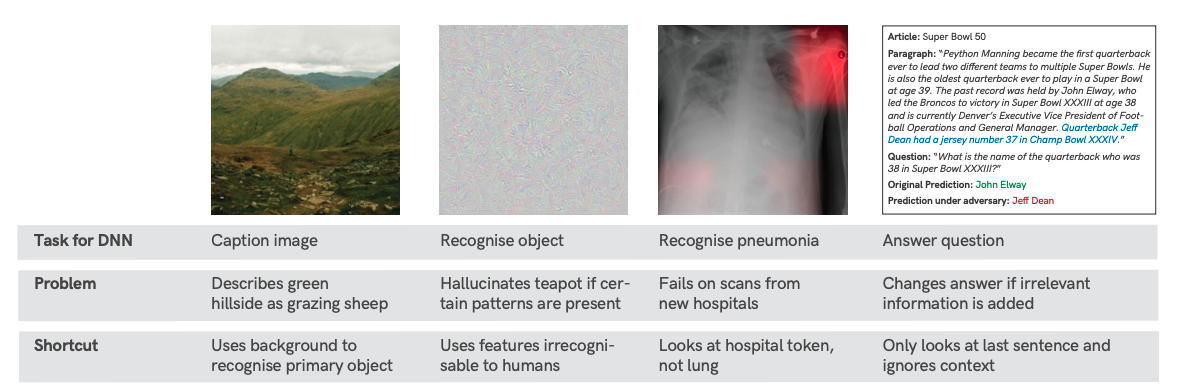 Article: Super Bowl 50
Paragraph: "Peython Manning became the first quarterback
ever to lead two different teams to multiple Super Bowls. He
is also the oldest quarterback ever to play in a Super Bowl
at age 39. The past record was held by John Elway, who
led the Broncos to victory in Super Bowl XXXIII at age 38
and is currently Denver's Executive Vice President of Foot-
ball Operations and General Manager. Quarterback Jeff
Dean had a jersey number 37 in Champ Bowl XXXIV."
Question: "What is the name of the quarterback who was
38 in Super Bowl XXXIII?"
Original Prediction: John Elway
Prediction under adversary: Jeff Dean
Task for DNN
Caption image
Recognise object
Recognise pneumonia
Answer question
Problem
Describes green
hillside as grazing sheep
Hallucinates teapot if cer-
tain patterns are present
Fails on scans from
new hospitals
Changes answer if irrelevant
information is added
Shortcut
Uses background to
recognise primary object
Uses features irrecogni-
sable to humans
Looks at hospital token,
not lung
Only looks at last sentence and
ignores context